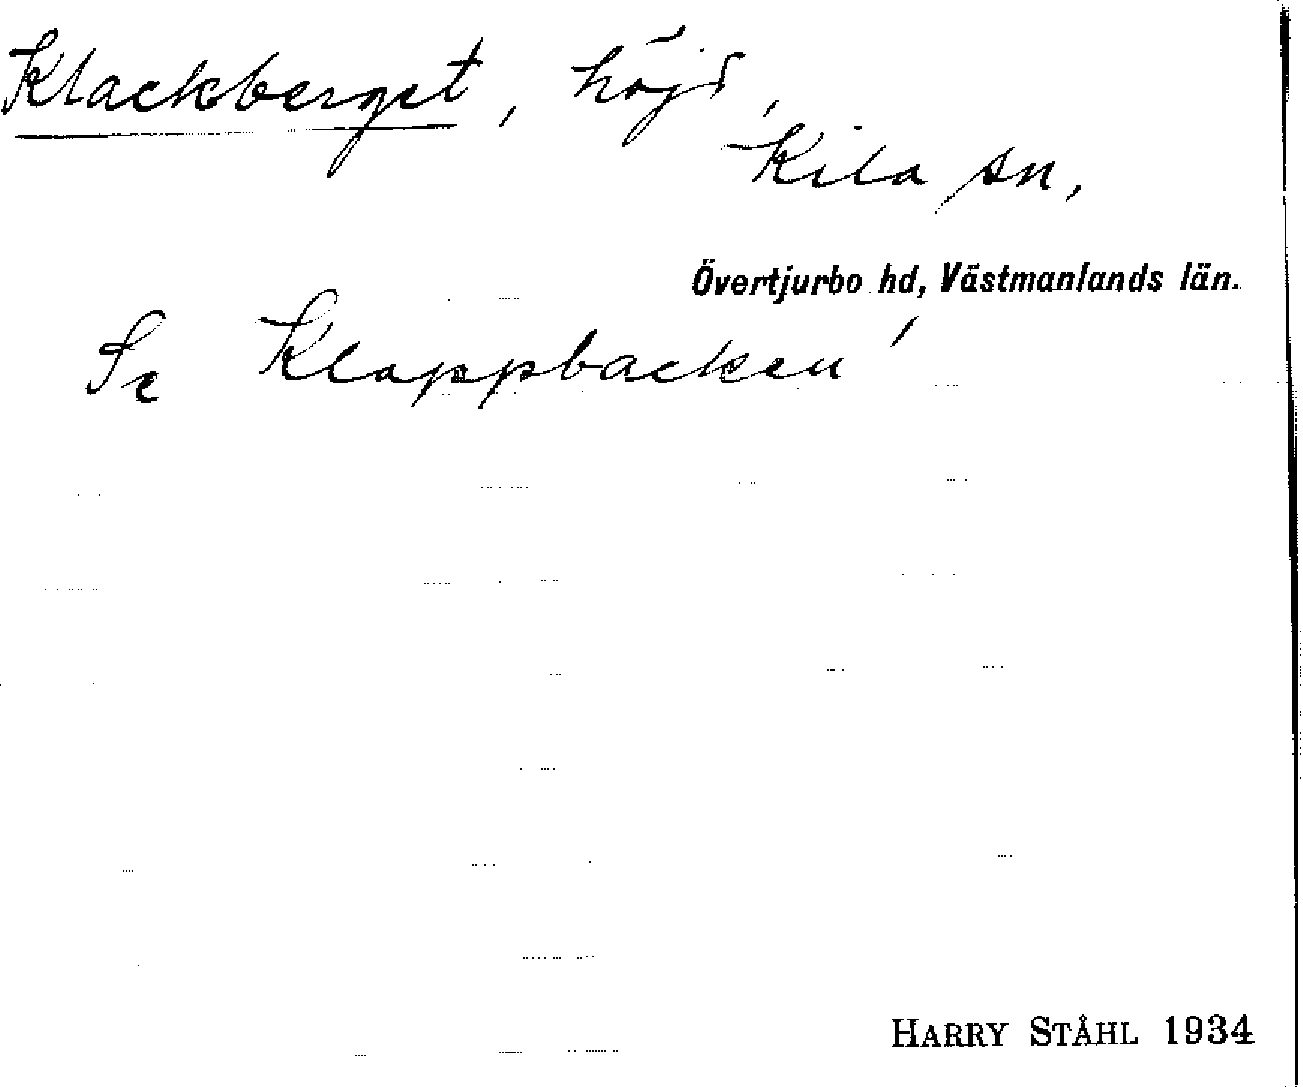 Klackberget, höjd,
Kila sn,
Övertjurbo hd, Västmanlands län.
Se Klappbacken'
HARRY STÅHL 1934